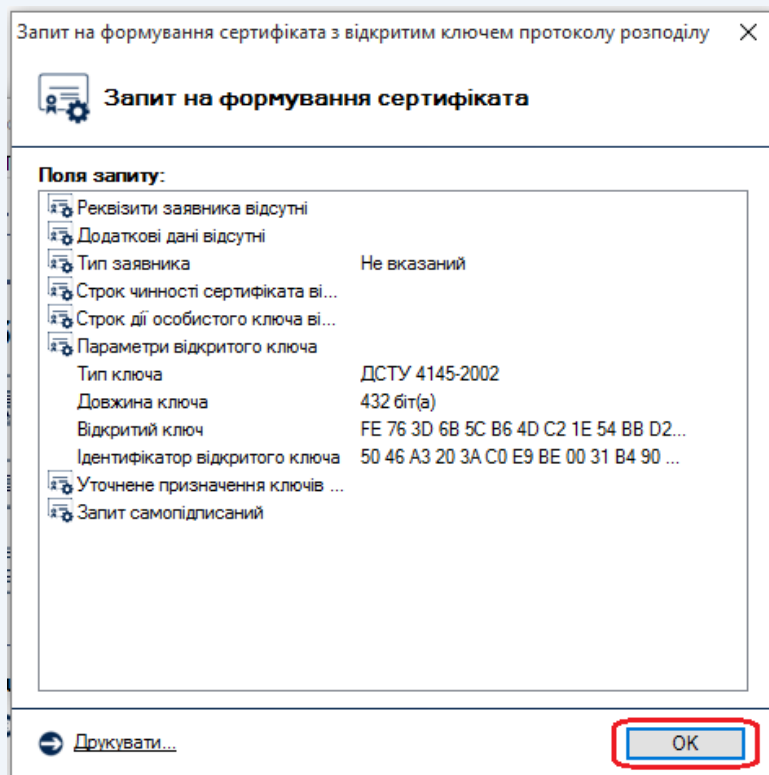 Запит на формування сертифіката з відкритим ключем протоколу розподілу
Запит на формування сертифіката
Поля запиту:
Реквізити заявника відсутні
Додаткові дані відсутні
Тип заявника Не вказаний
Строк чинності сертифіката ві...
Строк дії особистого ключа ві...
Параметри відкритого ключа
Тип ключа ДСТУ 4145-2002
Довжина ключа 432 біт(а)
Відкритий ключ FE 76 3D 6B 5C B6 4D C2 1E 54 BB D2...
Ідентифікатор відкритого ключа 50 46 A3 20 3A C0 E9 BE 00 31 B4 90 ...
Уточнене призначення ключів ...
Запит самопідписаний
Друкувати...
OK